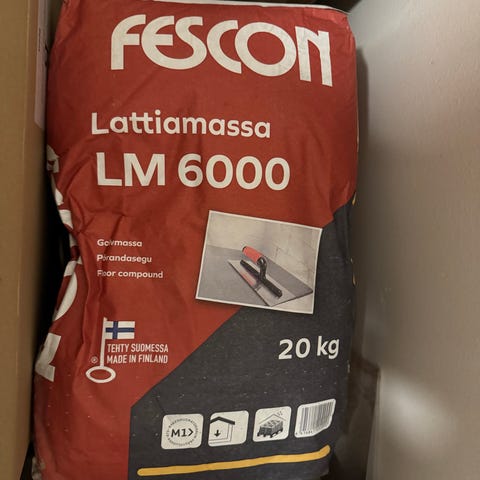 FESCON
Lattiamassa
LM 6000
Golvmassa
Põrandasegu
Floor compound
TEHTY SUOMESSA
MADE IN FINLAND
20 kg
M1